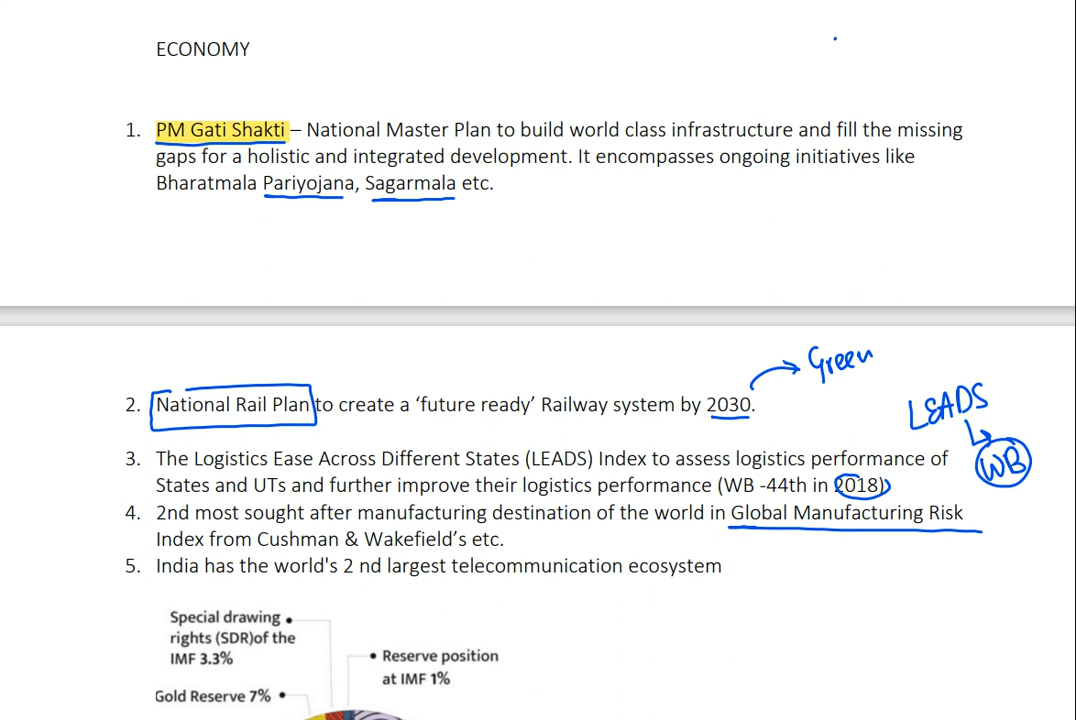 ECONOMY
1. PM Gati Shakti – National Master Plan to build world class infrastructure and fill the missing
gaps for a holistic and integrated development. It encompasses ongoing initiatives like
Bharatmala Pariyojana, Sagarmala etc.
Green
2. National Rail Plan to create a ‘future ready’ Railway system by 2030.
LEADS
3. The Logistics Ease Across Different States (LEADS) Index to assess logistics performance of
WB
States and UTs and further improve their logistics performance (WB -44th in 2018)
4. 2nd most sought after manufacturing destination of the world in Global Manufacturing Risk
Index from Cushman & Wakefield’s etc.
5. India has the world's 2 nd largest telecommunication ecosystem
Special drawing
rights (SDR)of the
IMF 3.3%
• Reserve position
at IMF 1%
Gold Reserve 7%